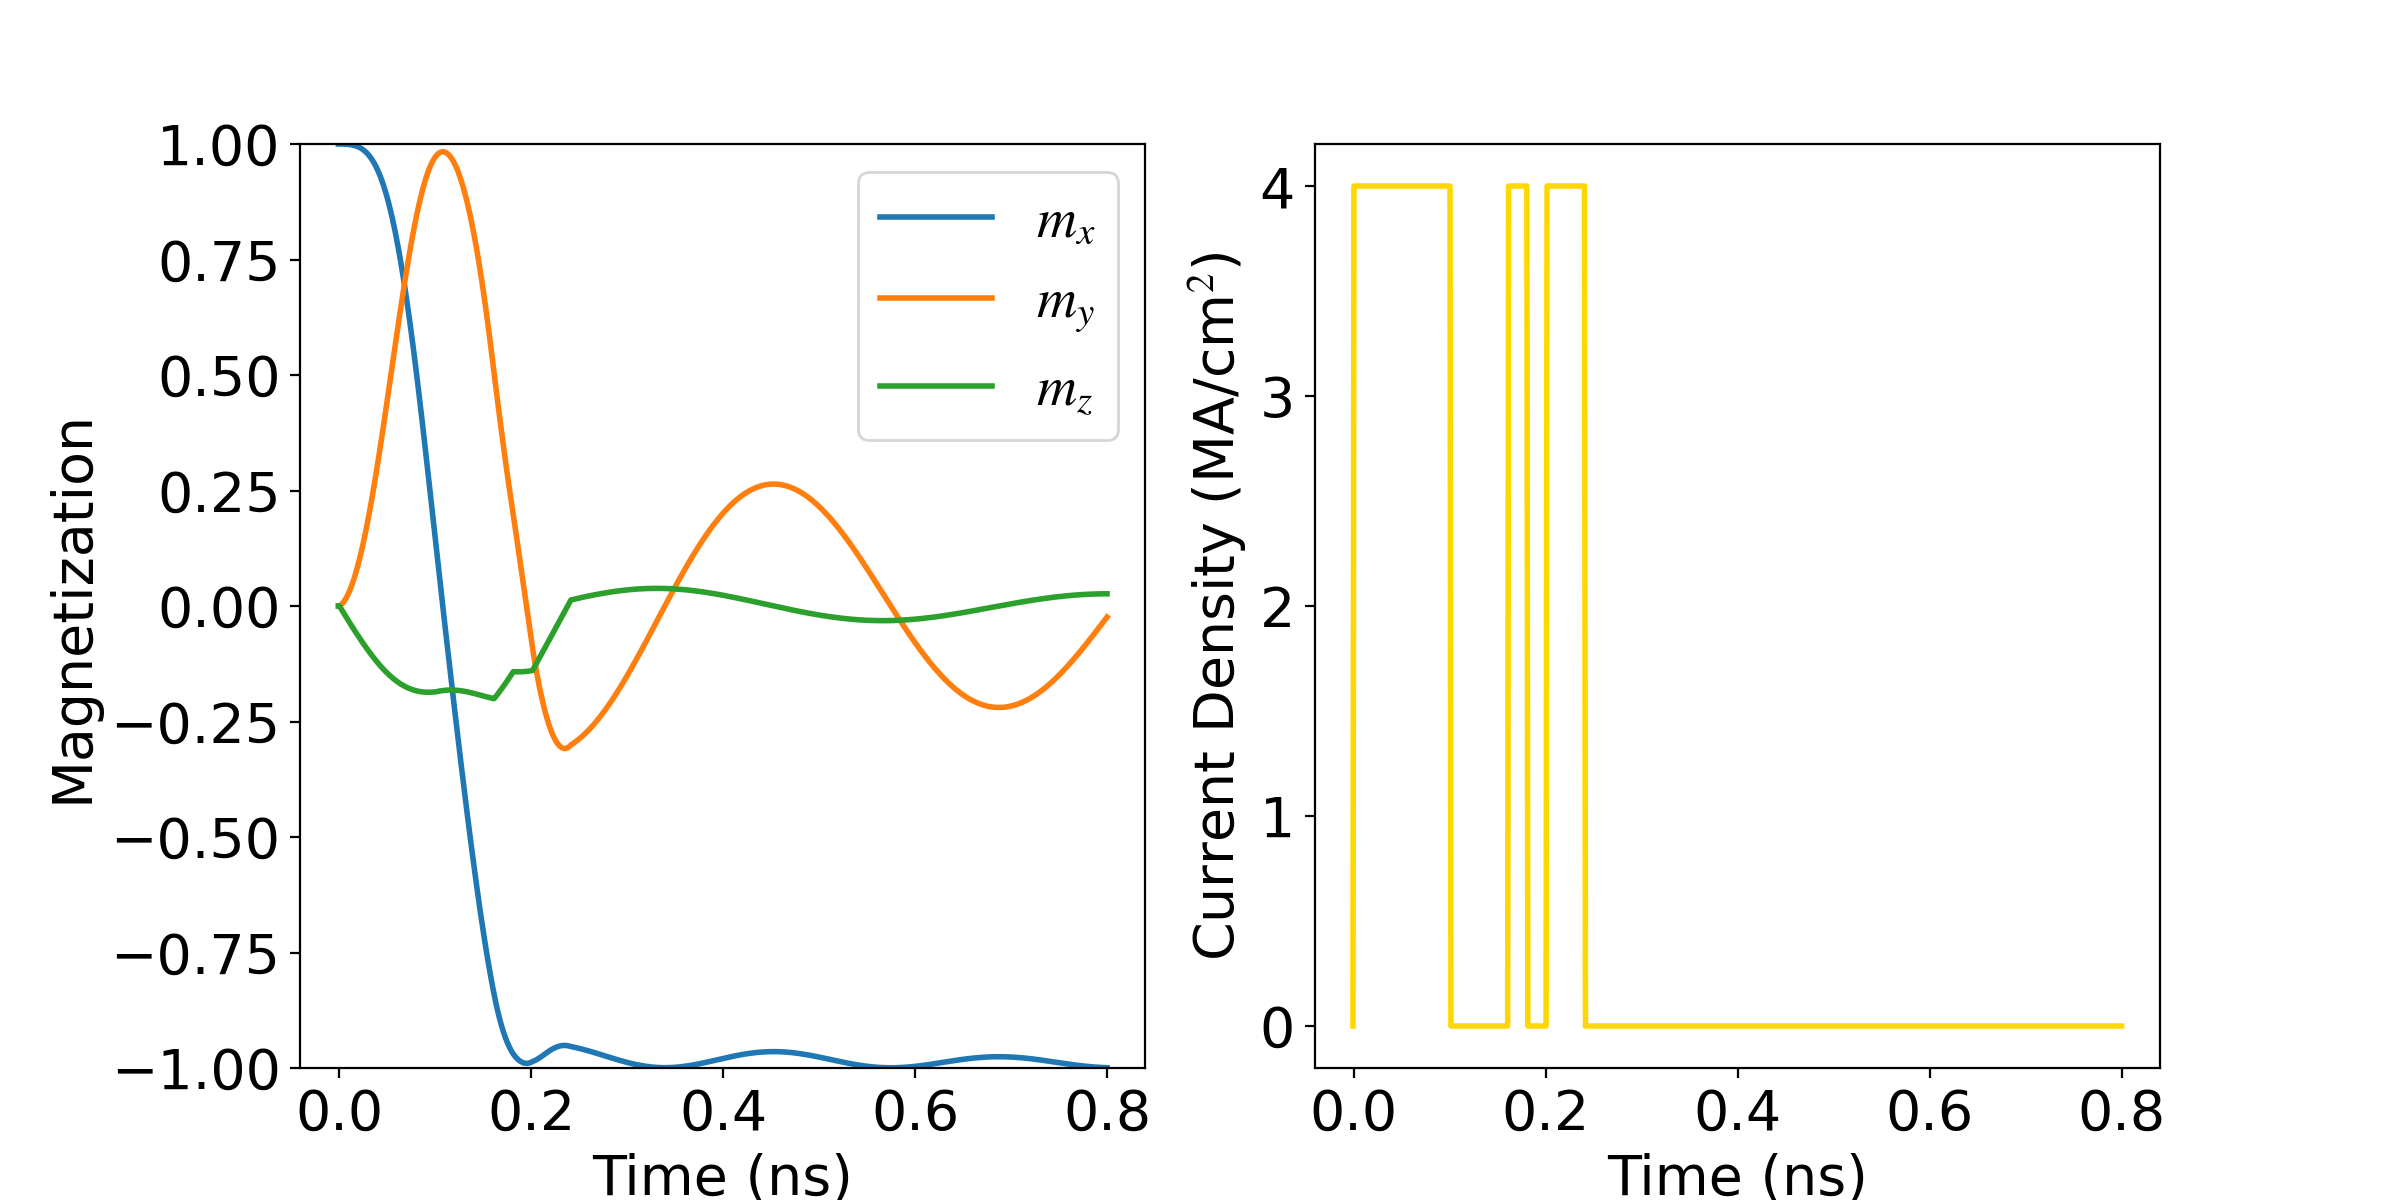 1.00
0.75
0.50
0.25
0.00
−0.25
−0.50
−0.75
−1.00
Magnetization
0.0 0.2 0.4 0.6 0.8
Time (ns)
m_x
m_y
m_z
4
3
2
1
0
Current Density (MA/cm²)
0.0 0.2 0.4 0.6 0.8
Time (ns)